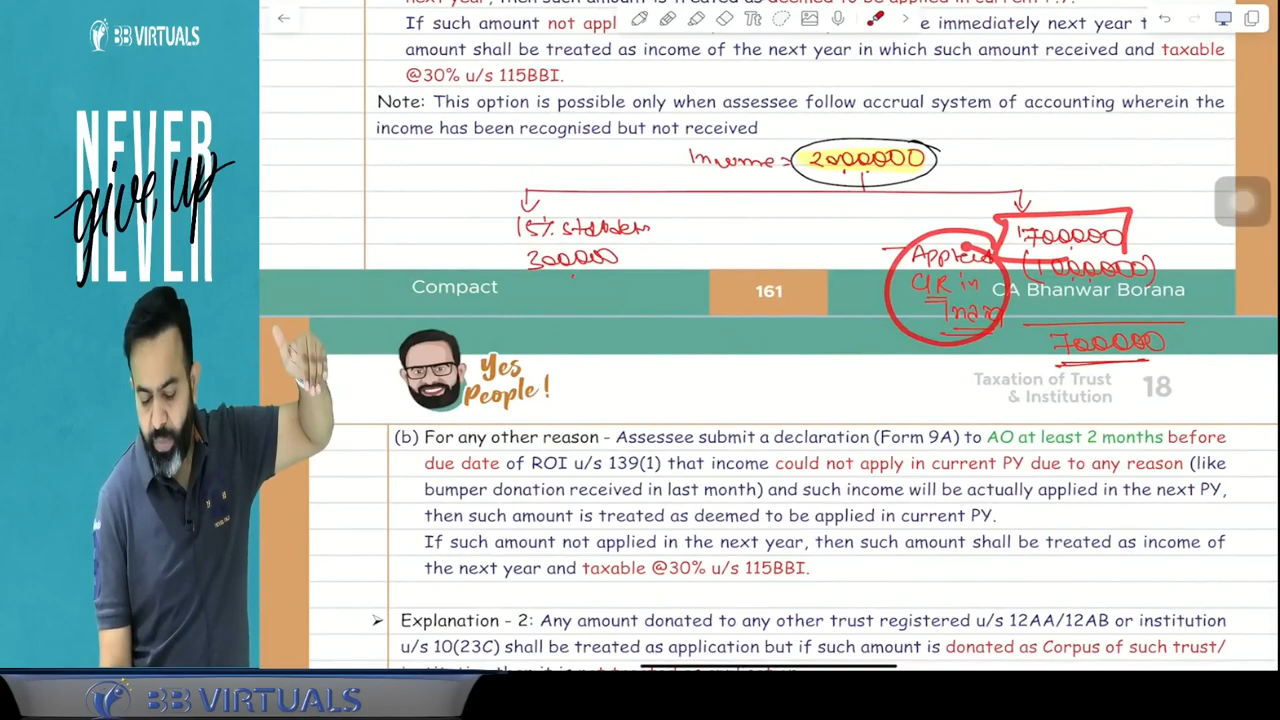 BB VIRTUALS
NEVER
give up
NEVER
If such amount not appl
e immediately next year t
amount shall be treated as income of the next year in which such amount received and taxable
@30% u/s 115BBI.
Note: This option is possible only when assessee follow accrual system of accounting wherein the
income has been recognised but not received
Income = 2000000
15%
300000
1700000
(1000000)
Applied
in
700000
Compact
161
CA Bhanwar Borana
Yes
People!
Taxation of Trust
& Institution
18
(b) For any other reason - Assessee submit a declaration (Form 9A) to AO at least 2 months before
due date of ROI u/s 139(1) that income could not apply in current PY due to any reason (like
bumper donation received in last month) and such income will be actually applied in the next PY,
then such amount is treated as deemed to be applied in current PY.
If such amount not applied in the next year, then such amount shall be treated as income of
the next year and taxable @30% u/s 115BBI.
➤ Explanation - 2: Any amount donated to any other trust registered u/s 12AA/12AB or institution
u/s 10(23C) shall be treated as application but if such amount is donated as Corpus of such trust/
BB VIRTUALS